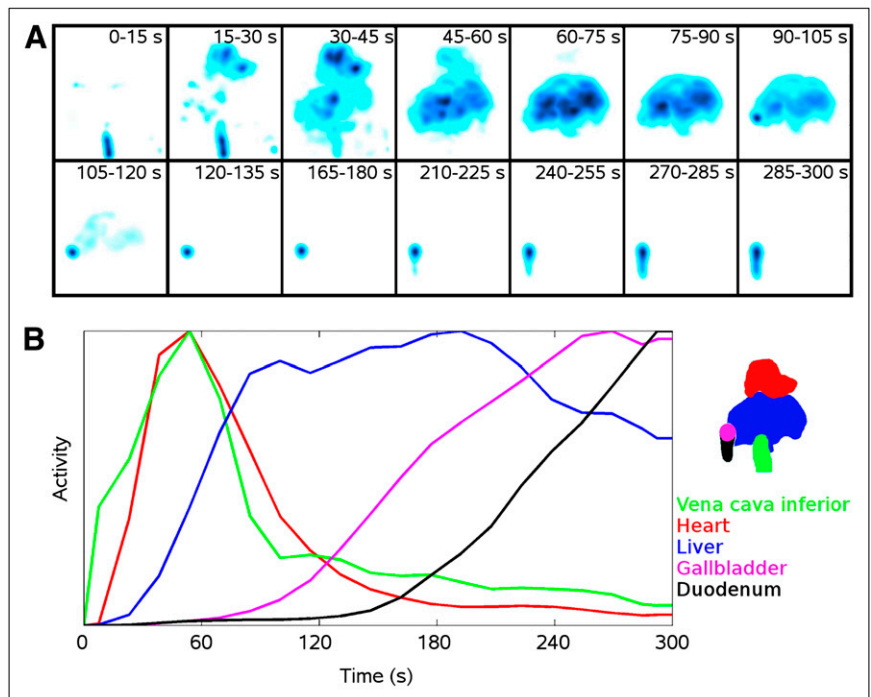 A
0-15 s 15-30 s 30-45 s 45-60 s 60-75 s 75-90 s 90-105 s
105-120 s 120-135 s 165-180 s 210-225 s 240-255 s 270-285 s 285-300 s
B
Activity
Vena cava inferior
Heart
Liver
Gallbladder
Duodenum
0 60 120 180 240 300
Time (s)